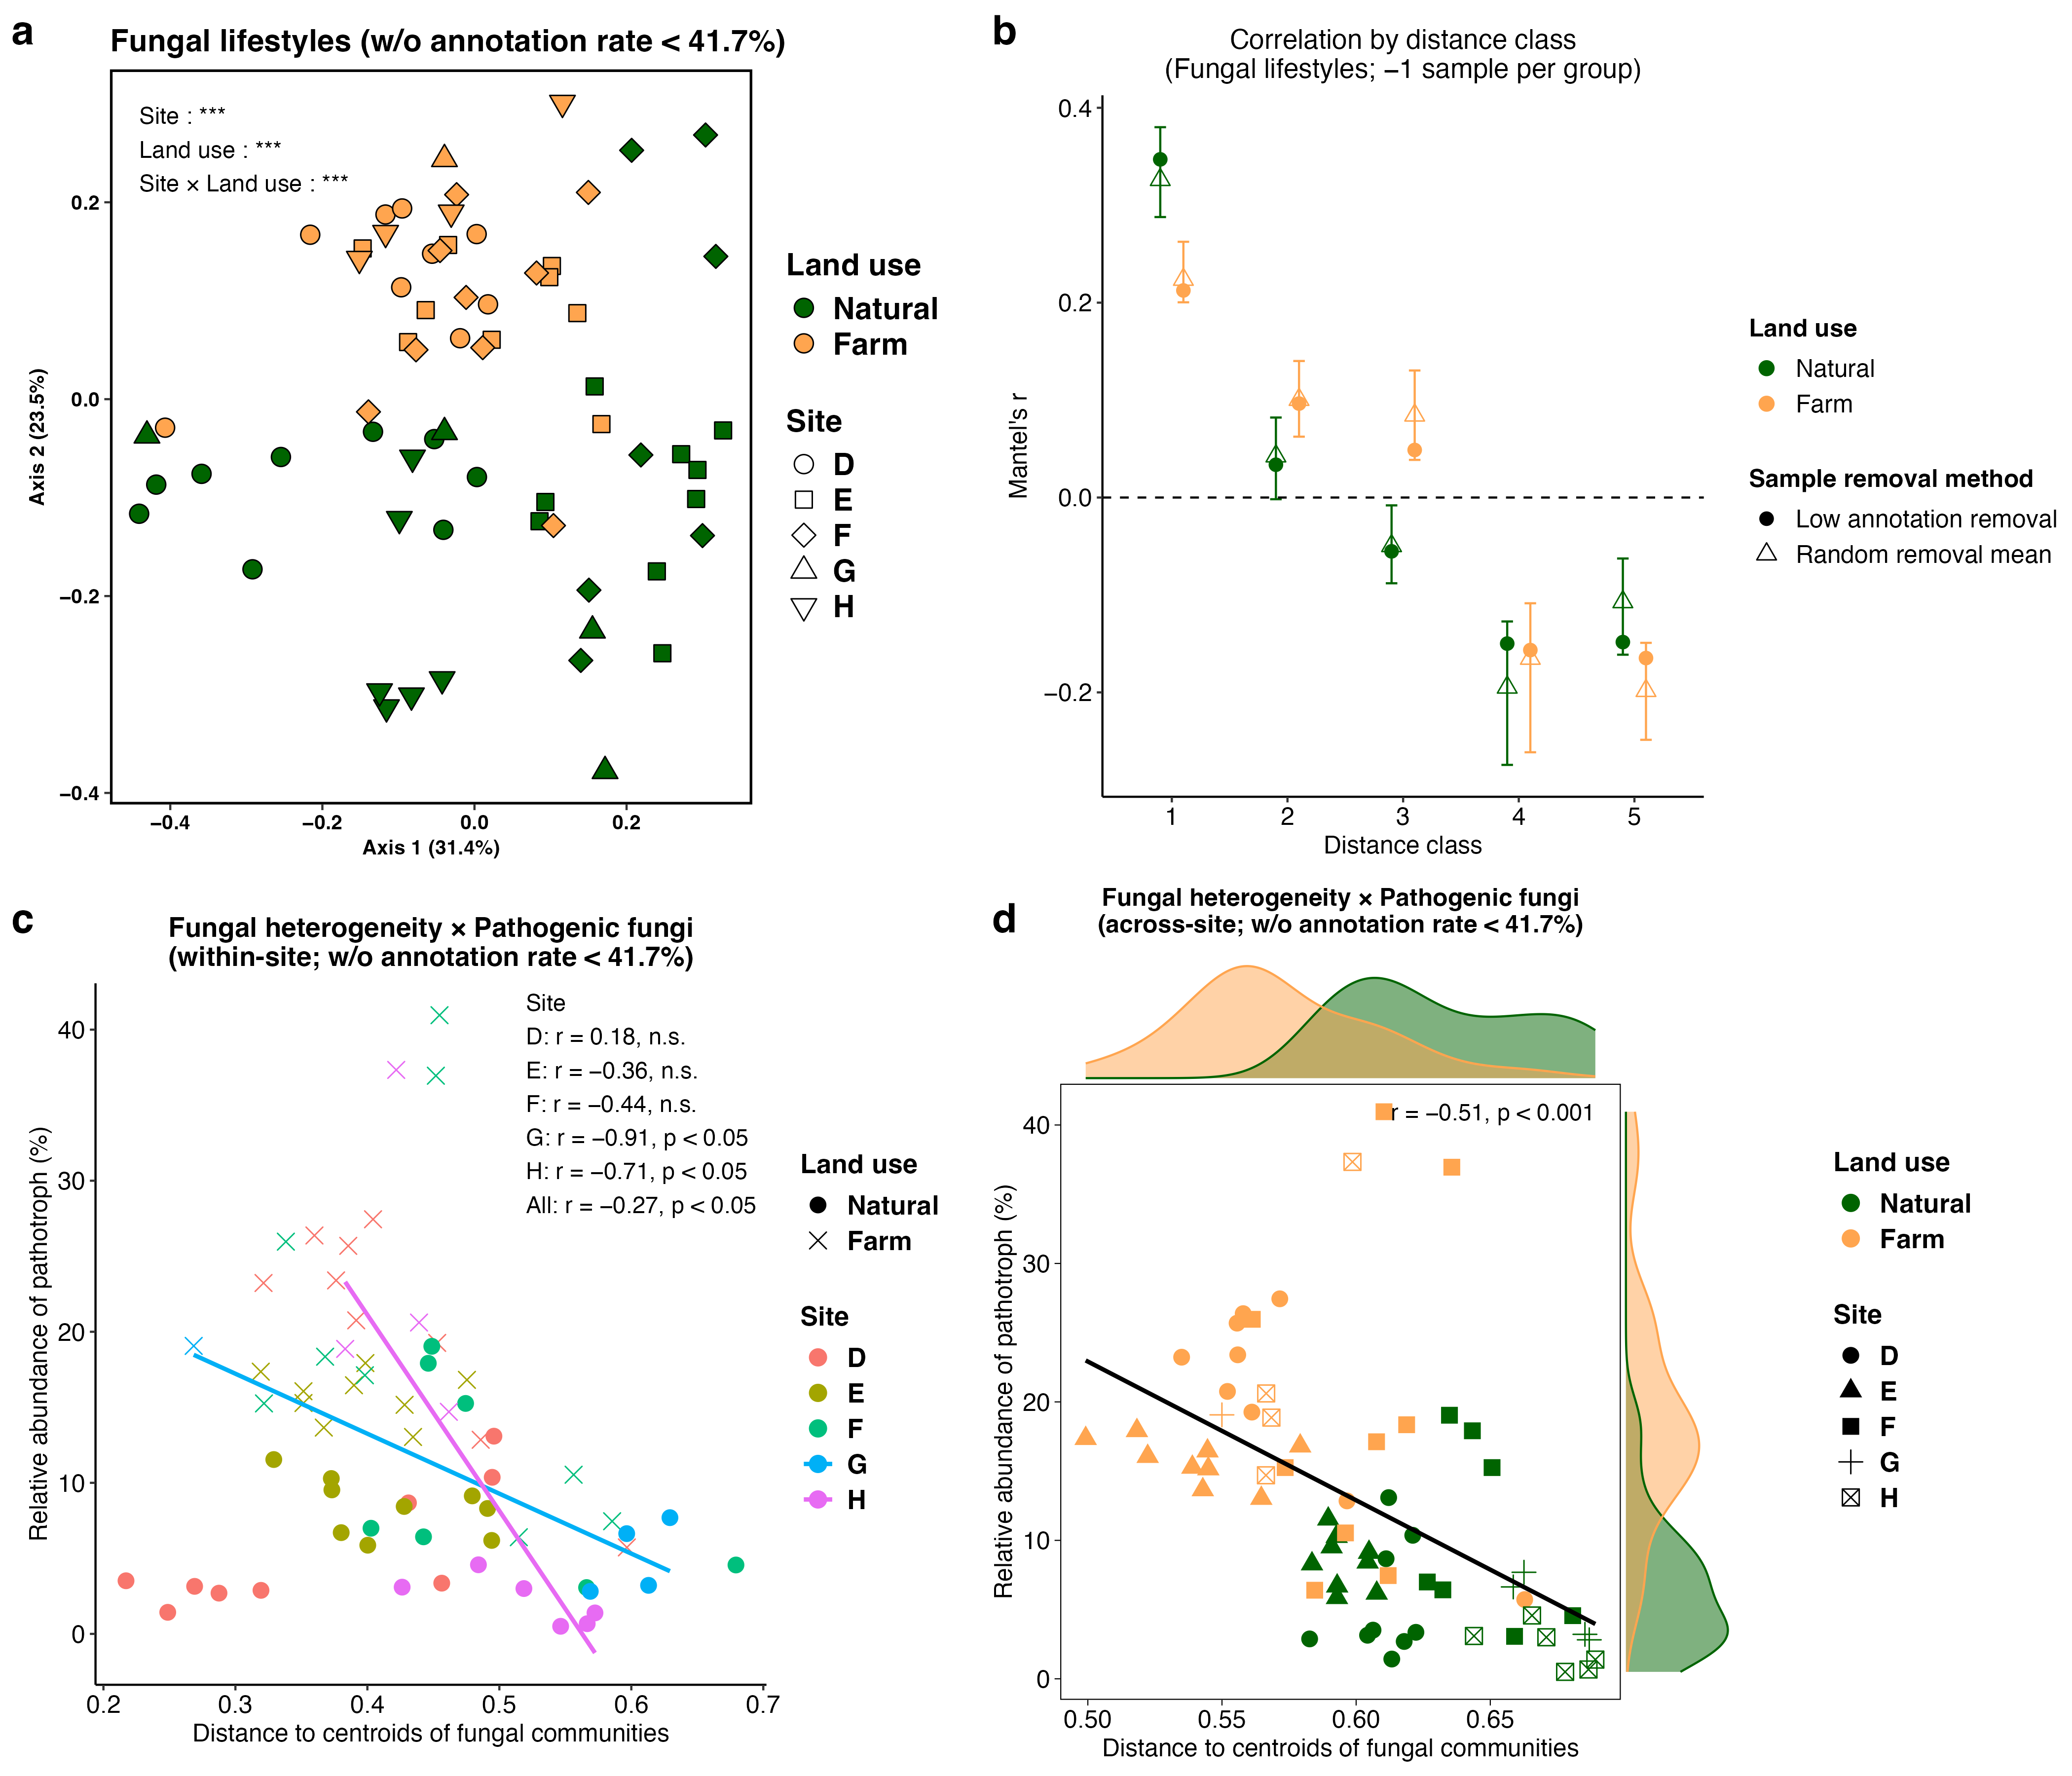 a
Fungal lifestyles (w/o annotation rate < 41.7%)
Site : ***
Land use : ***
Site × Land use : ***
0.2
0.0
−0.2
−0.4
Axis 2 (23.5%)
−0.4
−0.2
0.0
0.2
Axis 1 (31.4%)
Land use
Natural
Farm
Site
D
E
F
G
H
b
Correlation by distance class
(Fungal lifestyles; −1 sample per group)
0.4
0.2
0.0
−0.2
Mantel's r
1
2
3
4
5
Distance class
Land use
Natural
Farm
Sample removal method
Low annotation removal
Random removal mean
c
Fungal heterogeneity × Pathogenic fungi
(within-site; w/o annotation rate < 41.7%)
Site
D: r = 0.18, n.s.
E: r = −0.36, n.s.
F: r = −0.44, n.s.
G: r = −0.91, p < 0.05
H: r = −0.71, p < 0.05
All: r = −0.27, p < 0.05
40
30
20
10
0
Relative abundance of pathotroph (%)
0.2
0.3
0.4
0.5
0.6
0.7
Distance to centroids of fungal communities
Land use
Natural
Farm
Site
D
E
F
G
H
d
Fungal heterogeneity × Pathogenic fungi
(across-site; w/o annotation rate < 41.7%)
r = −0.51, p < 0.001
40
30
20
10
0
Relative abundance of pathotroph (%)
0.50
0.55
0.60
0.65
Distance to centroids of fungal communities
Land use
Natural
Farm
Site
D
E
F
G
H